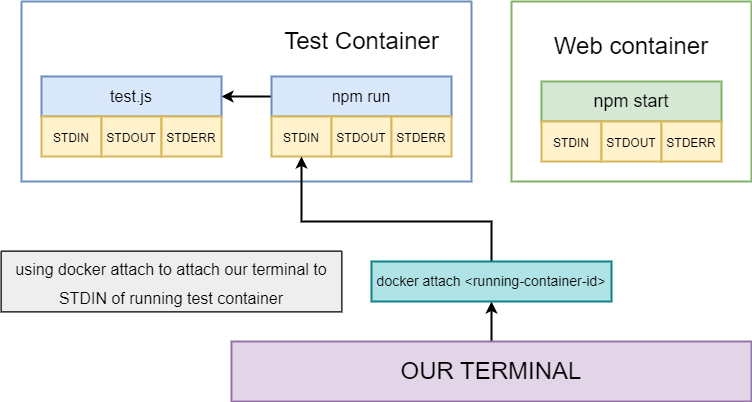 Test Container
Web container
test.js
npm run
npm start
STDIN STDOUT STDERR
STDIN STDOUT STDERR
STDIN STDOUT STDERR
using docker attach to attach our terminal to
STDIN of running test container
docker attach <running-container-id>
OUR TERMINAL